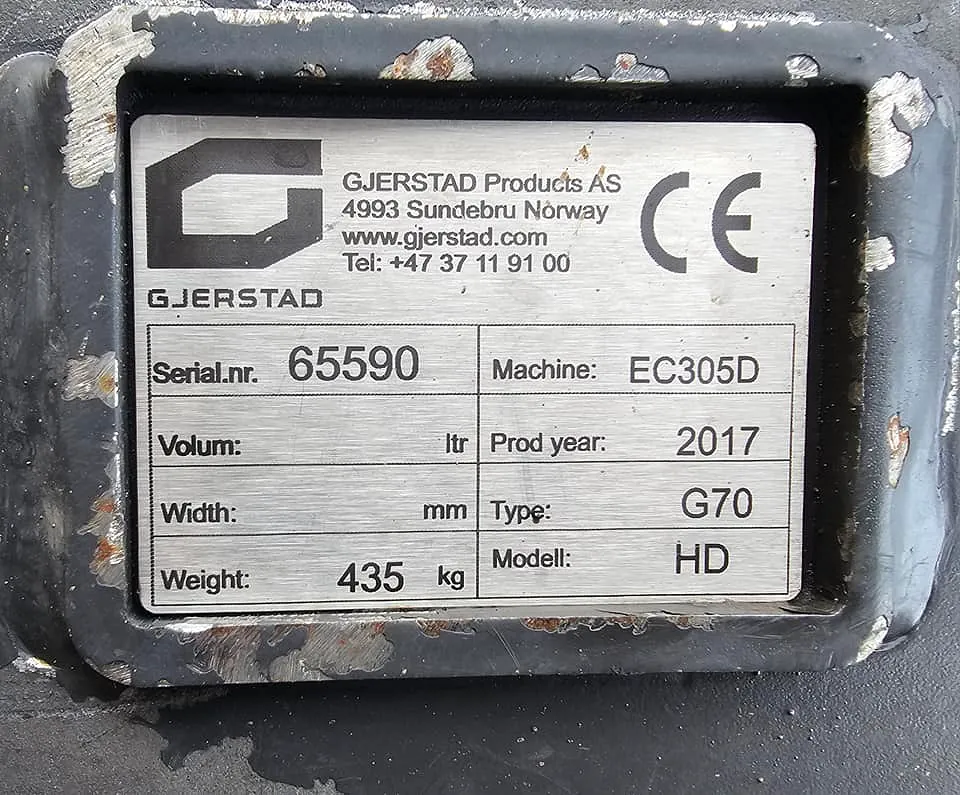 GJERSTAD Products AS
4993 Sundebru Norway
www.gjerstad.com
Tel: +47 37 11 91 00
CE
GJERSTAD
Serial.nr. 65590 Machine: EC305D
Volum: ltr Prod year: 2017
Width: mm Type: G70
Weight: 435 kg Modell: HD